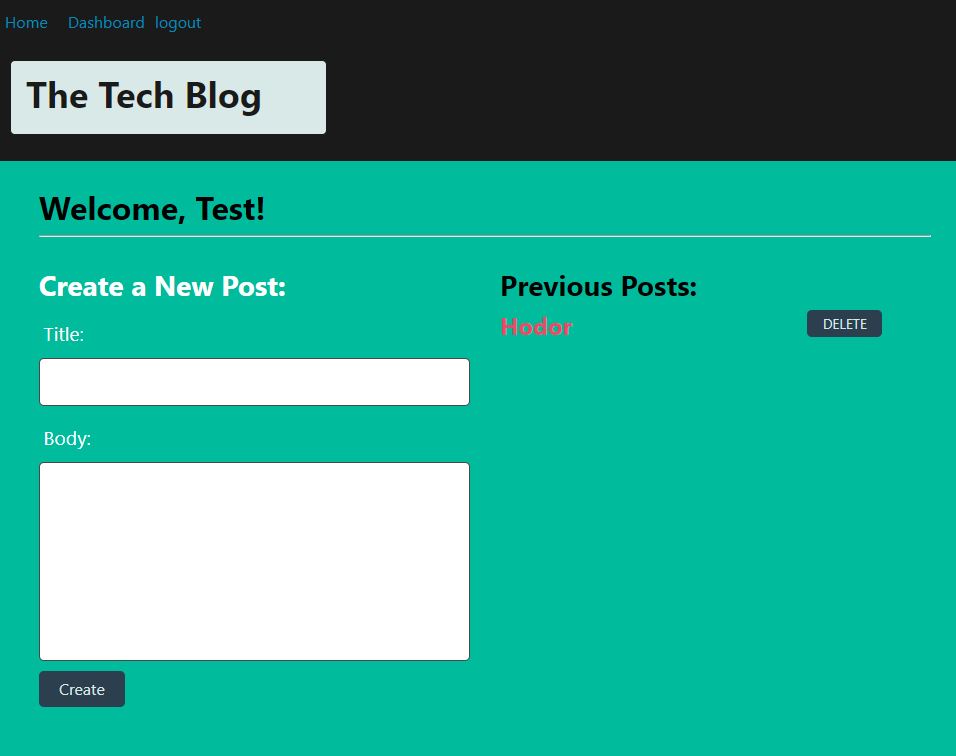 Home Dashboard logout
The Tech Blog
Welcome, Test!
Create a New Post:
Title:
Body:
Create
Previous Posts:
Hodor DELETE